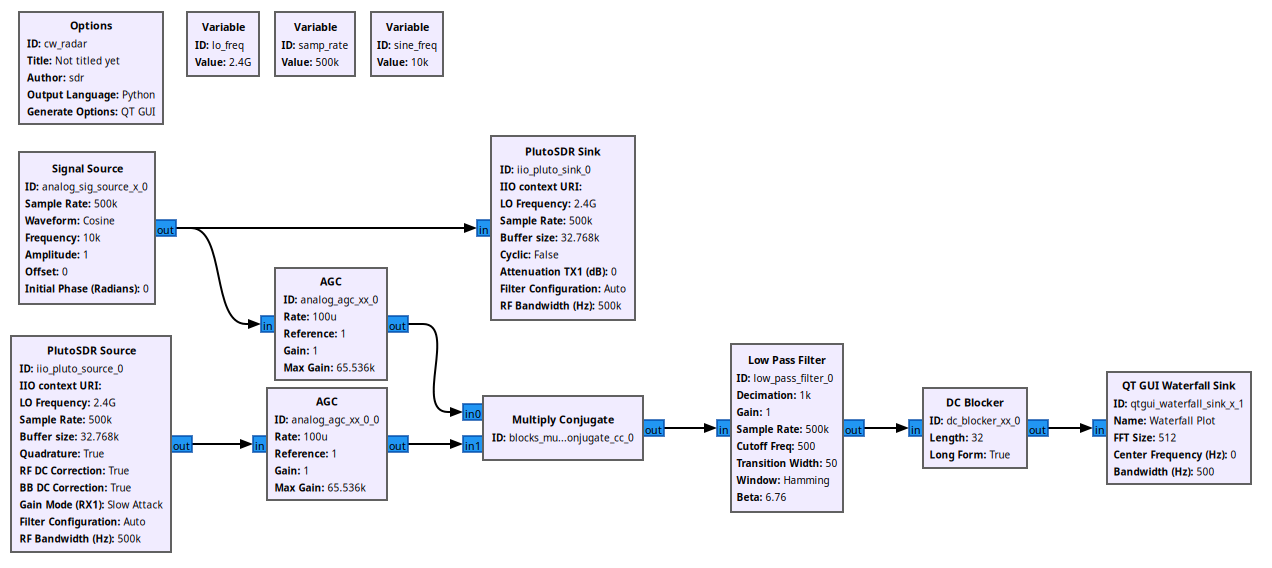 Options
ID: cw_radar
Title: Not titled yet
Author: sdr
Output Language: Python
Generate Options: QT GUI
Variable
ID: lo_freq
Value: 2.4G
Variable
ID: samp_rate
Value: 500k
Variable
ID: sine_freq
Value: 10k
Signal Source
ID: analog_sig_source_x_0
Sample Rate: 500k
Waveform: Cosine
Frequency: 10k
Amplitude: 1
Offset: 0
Initial Phase (Radians): 0
out
PlutoSDR Sink
ID: iio_pluto_sink_0
IIO context URI:
LO Frequency: 2.4G
Sample Rate: 500k
Buffer size: 32.768k
Cyclic: False
Attenuation TX1 (dB): 0
Filter Configuration: Auto
RF Bandwidth (Hz): 500k
in
AGC
ID: analog_agc_xx_0
Rate: 100u
Reference: 1
Gain: 1
Max Gain: 65.536k
in
out
PlutoSDR Source
ID: iio_pluto_source_0
IIO context URI:
LO Frequency: 2.4G
Sample Rate: 500k
Buffer size: 32.768k
Quadrature: True
RF DC Correction: True
BB DC Correction: True
Gain Mode (RX1): Slow Attack
Filter Configuration: Auto
RF Bandwidth (Hz): 500k
out
AGC
ID: analog_agc_xx_0_0
Rate: 100u
Reference: 1
Gain: 1
Max Gain: 65.536k
in
out
Multiply Conjugate
ID: blocks_mu...onjugate_cc_0
in0
in1
out
Low Pass Filter
ID: low_pass_filter_0
Decimation: 1k
Gain: 1
Sample Rate: 500k
Cutoff Freq: 500
Transition Width: 50
Window: Hamming
Beta: 6.76
in
out
DC Blocker
ID: dc_blocker_xx_0
Length: 32
Long Form: True
in
out
QT GUI Waterfall Sink
ID: qtgui_waterfall_sink_x_1
Name: Waterfall Plot
FFT Size: 512
Center Frequency (Hz): 0
Bandwidth (Hz): 500
in